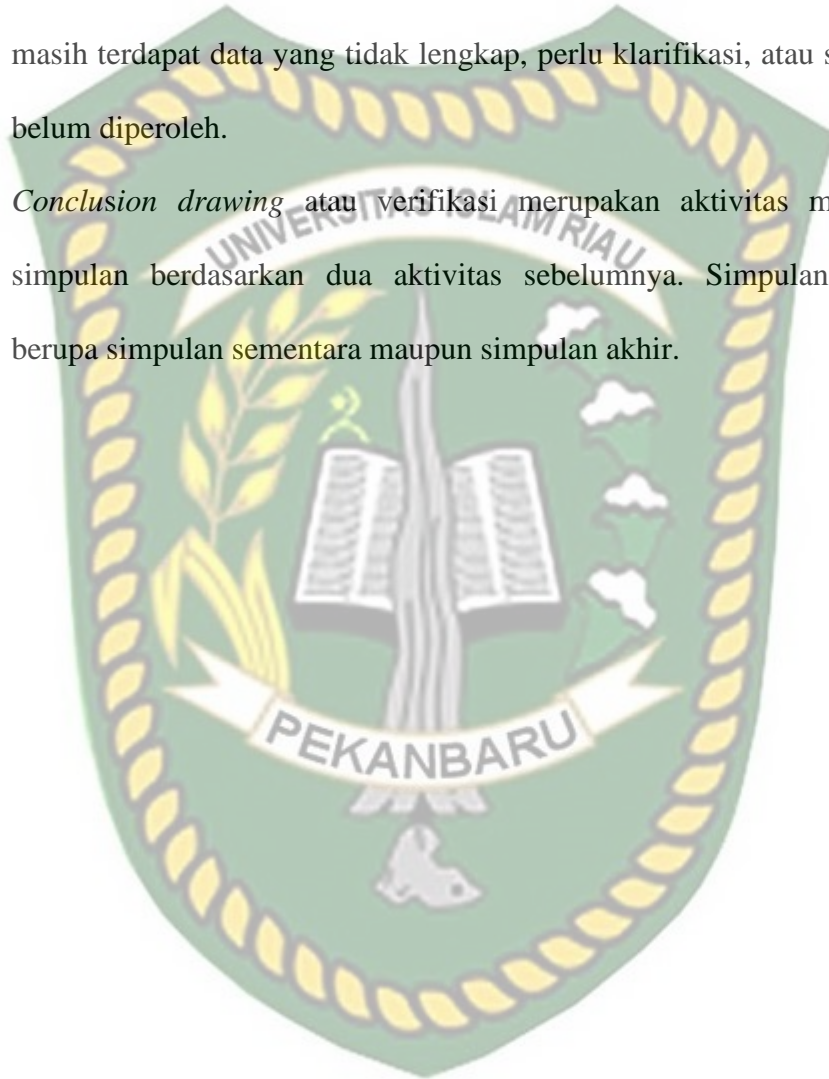 masih terdapat data yang tidak lengkap, perlu klarifikasi, atau s
belum diperoleh.
Conclusion drawing atau verifikasi merupakan aktivitas m
UNIVERSITAS ISLAM RIAU
simpulan berdasarkan dua aktivitas sebelumnya. Simpulan
berupa simpulan sementara maupun simpulan akhir.
PEKANBARU